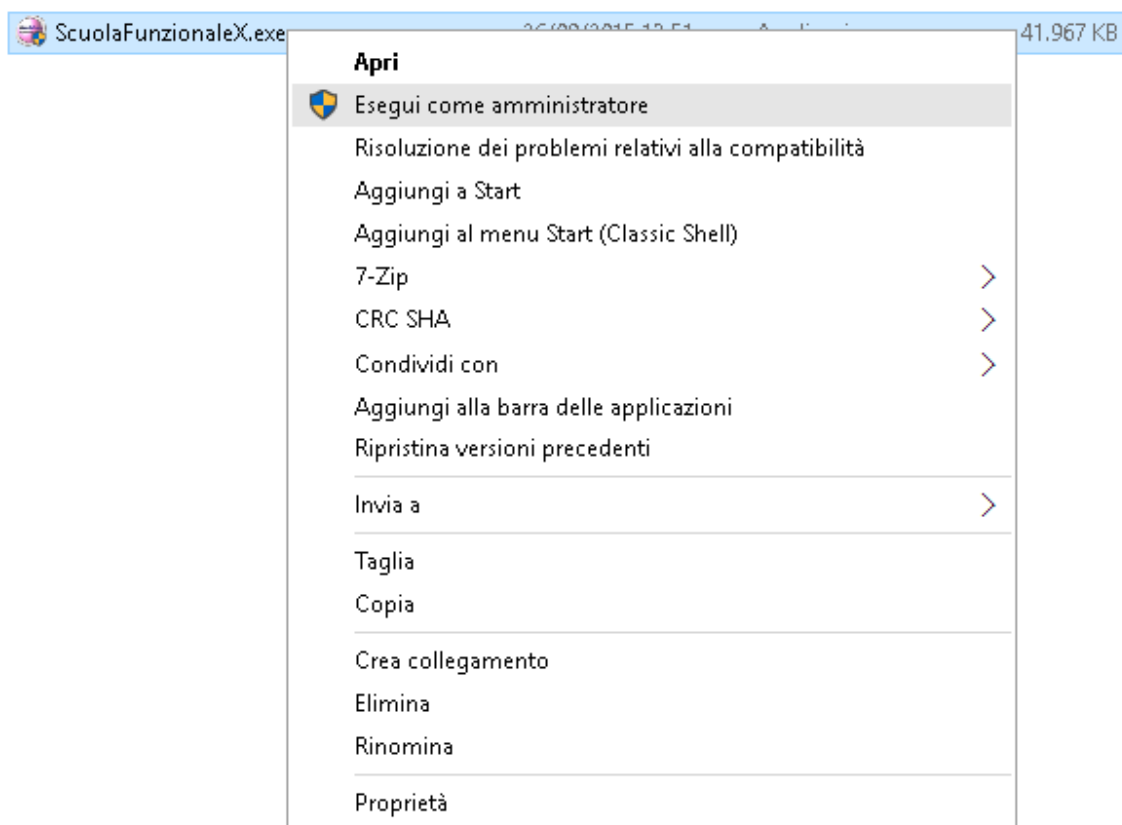 ScuolaFunzionaleX.exe 41.967 KB
Apri
Esegui come amministratore
Risoluzione dei problemi relativi alla compatibilità
Aggiungi a Start
Aggiungi al menu Start (Classic Shell)
7-Zip
CRC SHA
Condividi con
Aggiungi alla barra delle applicazioni
Ripristina versioni precedenti
Invia a
Taglia
Copia
Crea collegamento
Elimina
Rinomina
Proprietà